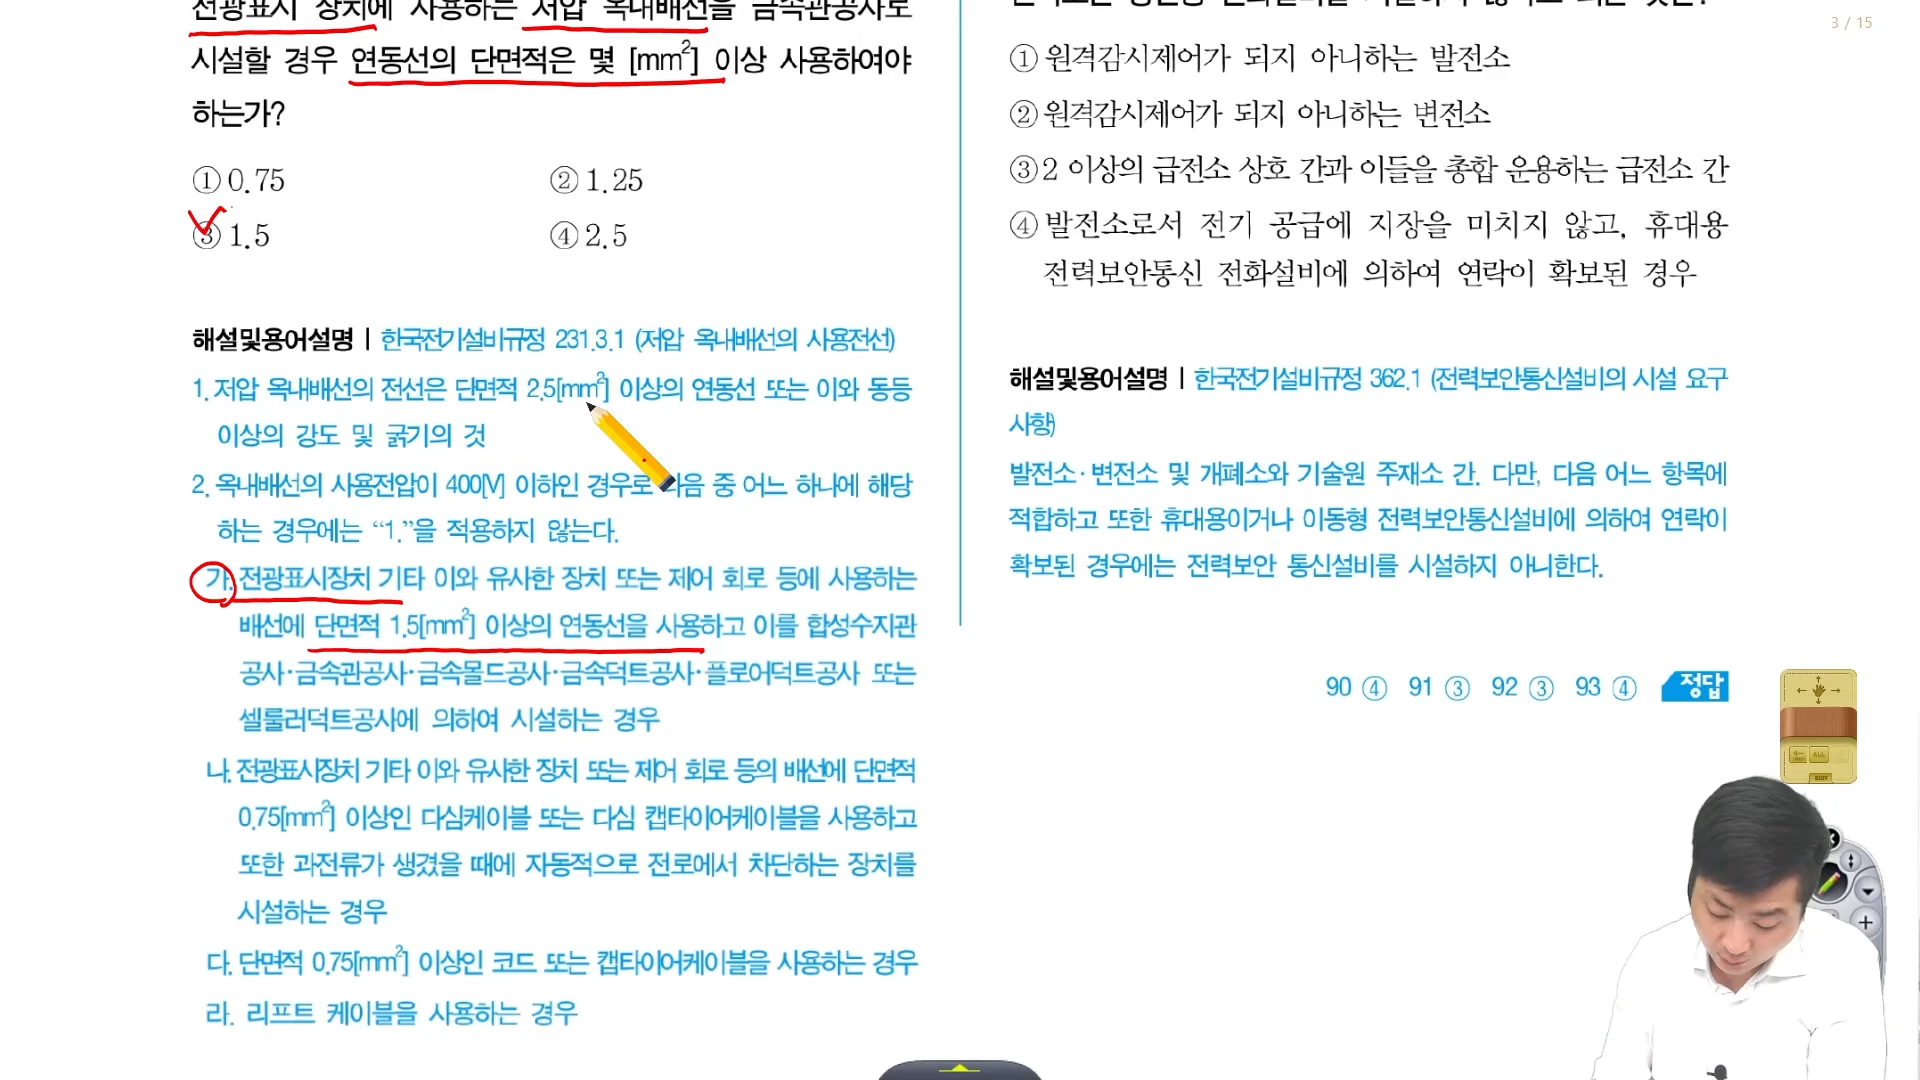 전광표시 장치에 사용하는 저압 옥내배선을 금속관공사로
시설할 경우 연동선의 단면적은 몇 [mm²] 이상 사용하여야
하는가?
① 0.75
② 1.25
③ 1.5
④ 2.5
해설및용어설명 | 한국전기설비규정 231.3.1 (저압 옥내배선의 사용전선)
1. 저압 옥내배선의 전선은 단면적 2.5[mm²] 이상의 연동선 또는 이와 동등
이상의 강도 및 굵기의 것
2. 옥내배선의 사용전압이 400[V] 이하인 경우로 다음 중 어느 하나에 해당
하는 경우에는 “1.”을 적용하지 않는다.
가. 전광표시장치 기타 이와 유사한 장치 또는 제어 회로 등에 사용하는
배선에 단면적 1.5[mm²] 이상의 연동선을 사용하고 이를 합성수지관
공사·금속관공사·금속몰드공사·금속덕트공사·플로어덕트공사 또는
셀룰러덕트공사에 의하여 시설하는 경우
나. 전광표시장치 기타 이와 유사한 장치 또는 제어 회로 등의 배선에 단면적
0.75[mm²] 이상인 다심케이블 또는 다심 캡타이어케이블을 사용하고
또한 과전류가 생겼을 때에 자동적으로 전로에서 차단하는 장치를
시설하는 경우
다. 단면적 0.75[mm²] 이상인 코드 또는 캡타이어케이블을 사용하는 경우
라. 리프트 케이블을 사용하는 경우
① 원격감시제어가 되지 아니하는 발전소
② 원격감시제어가 되지 아니하는 변전소
③ 2 이상의 급전소 상호 간과 이들을 총합 운용하는 급전소 간
④ 발전소로서 전기 공급에 지장을 미치지 않고, 휴대용
전력보안통신 전화설비에 의하여 연락이 확보된 경우
해설및용어설명 | 한국전기설비규정 362.1 (전력보안통신설비의 시설 요구
사항)
발전소·변전소 및 개폐소와 기술원 주재소 간. 다만, 다음 어느 항목에
적합하고 또한 휴대용이거나 이동형 전력보안통신설비에 의하여 연락이
확보된 경우에는 전력보안 통신설비를 시설하지 아니한다.
90 ④ 91 ③ 92 ③ 93 ④ 정답
3 / 15
ALL
EXIT